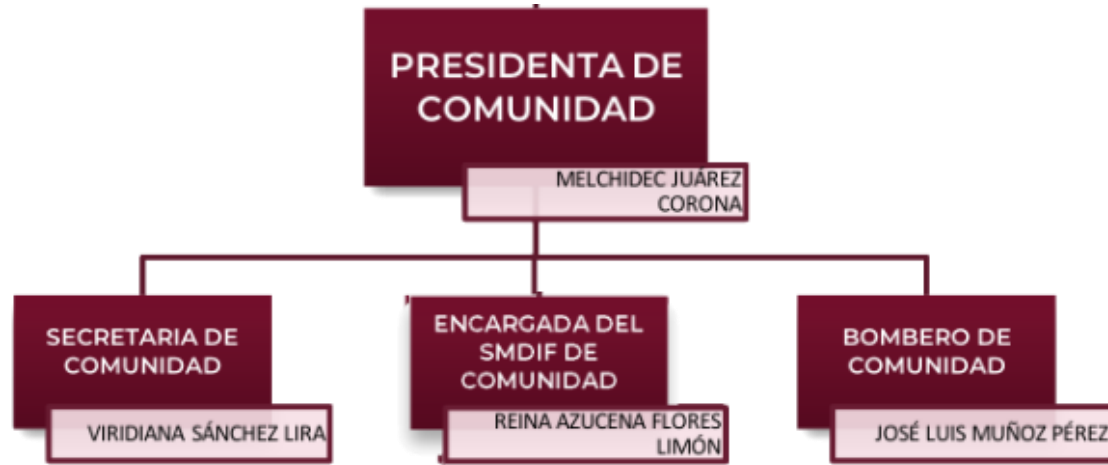 PRESIDENTA DE
COMUNIDAD
MELCHIDEC JUÁREZ
CORONA
SECRETARIA DE
COMUNIDAD
VIRIDIANA SÁNCHEZ LIRA
ENCARGADA DEL
SMDIF DE
COMUNIDAD
REINA AZUCENA FLORES
LIMÓN
BOMBERO DE
COMUNIDAD
JOSÉ LUIS MUÑOZ PÉREZ